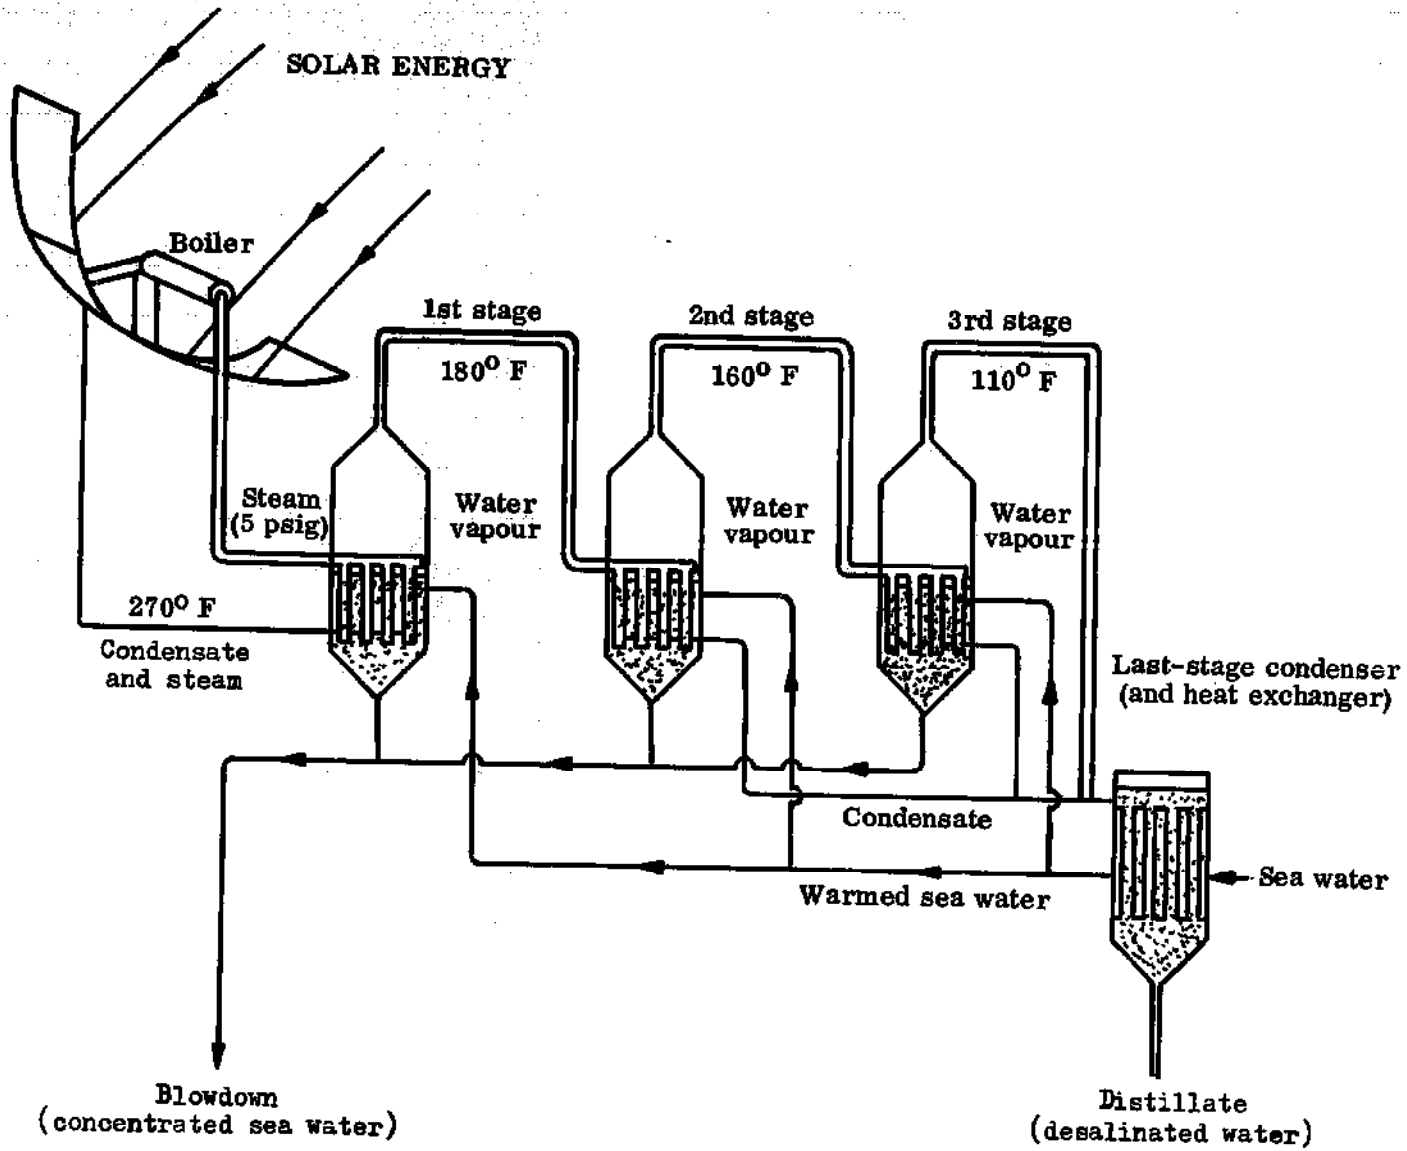 SOLAR ENERGY
Boiler
1st stage
2nd stage
3rd stage
180° F
160° F
110° F
Steam
(5 psig)
Water
vapour
Water
vapour
Water
vapour
270° F
Condensate
and steam
Last-stage condenser
(and heat exchanger)
Condensate
Sea water
Warmed sea water
Blowdown
(concentrated sea water)
Distillate
(desalinated water)